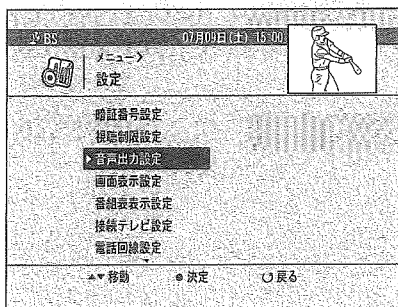 BS 07月09日(土) 15:00
メニュー〉
設定
暗証番号設定
視聴制限設定
音声出力設定
画面表示設定
番組表表示設定
接続テレビ設定
電話回線設定
▲▼ 移動 ◎ 決定 ↺ 戻る